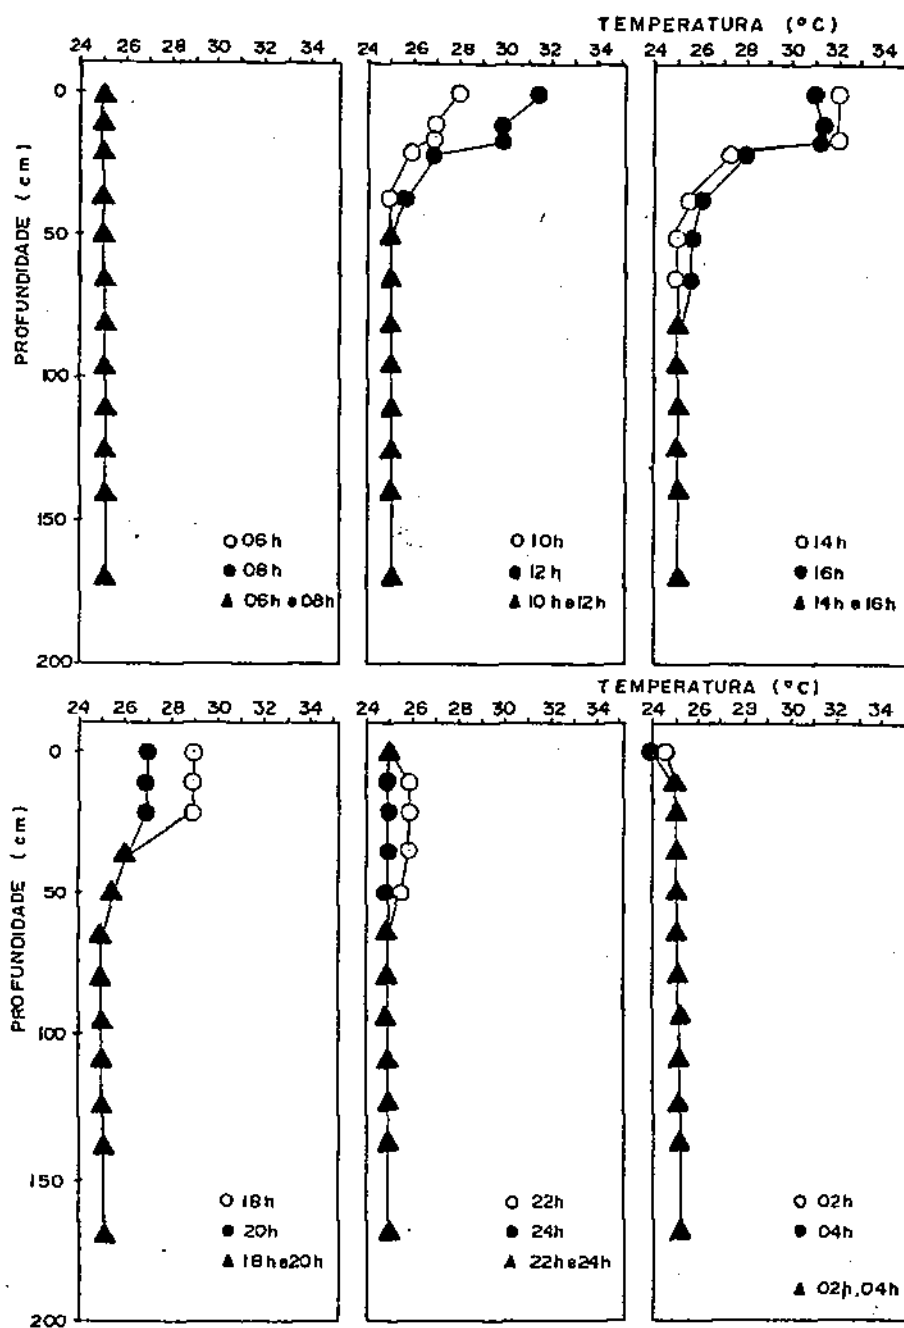 TEMPERATURA (°C)
24 26 28 30 32 34
24 26 28 30 32 34
24 26 28 30 32 34
PROFUNDIDADE (cm)
0
50
100
150
200
06h
08h
06h e 08h
10h
12h
10h e 12h
14h
16h
14h e 16h
TEMPERATURA (°C)
24 26 28 30 32 34
24 26 28 30 32 34
24 26 28 30 32 34
PROFUNDIDADE (cm)
0
50
100
150
200
18h
20h
18h e 20h
22h
24h
22h e 24h
02h
04h
02h, 04h